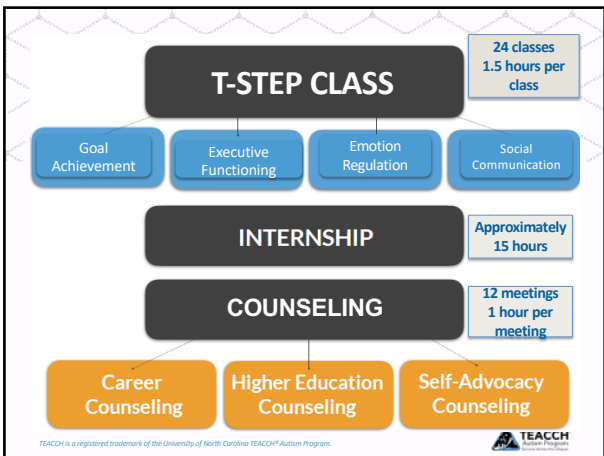 24 classes
1.5 hours per
class
T-STEP CLASS
Goal
Achievement
Executive
Functioning
Emotion
Regulation
Social
Communication
INTERNSHIP
Approximately
15 hours
COUNSELING
12 meetings
1 hour per
meeting
Career
Counseling
Higher Education
Counseling
Self-Advocacy
Counseling
TEACCH is a registered trademark of the University of North Carolina TEACCH® Autism Program.
TEACCH
Autism Program